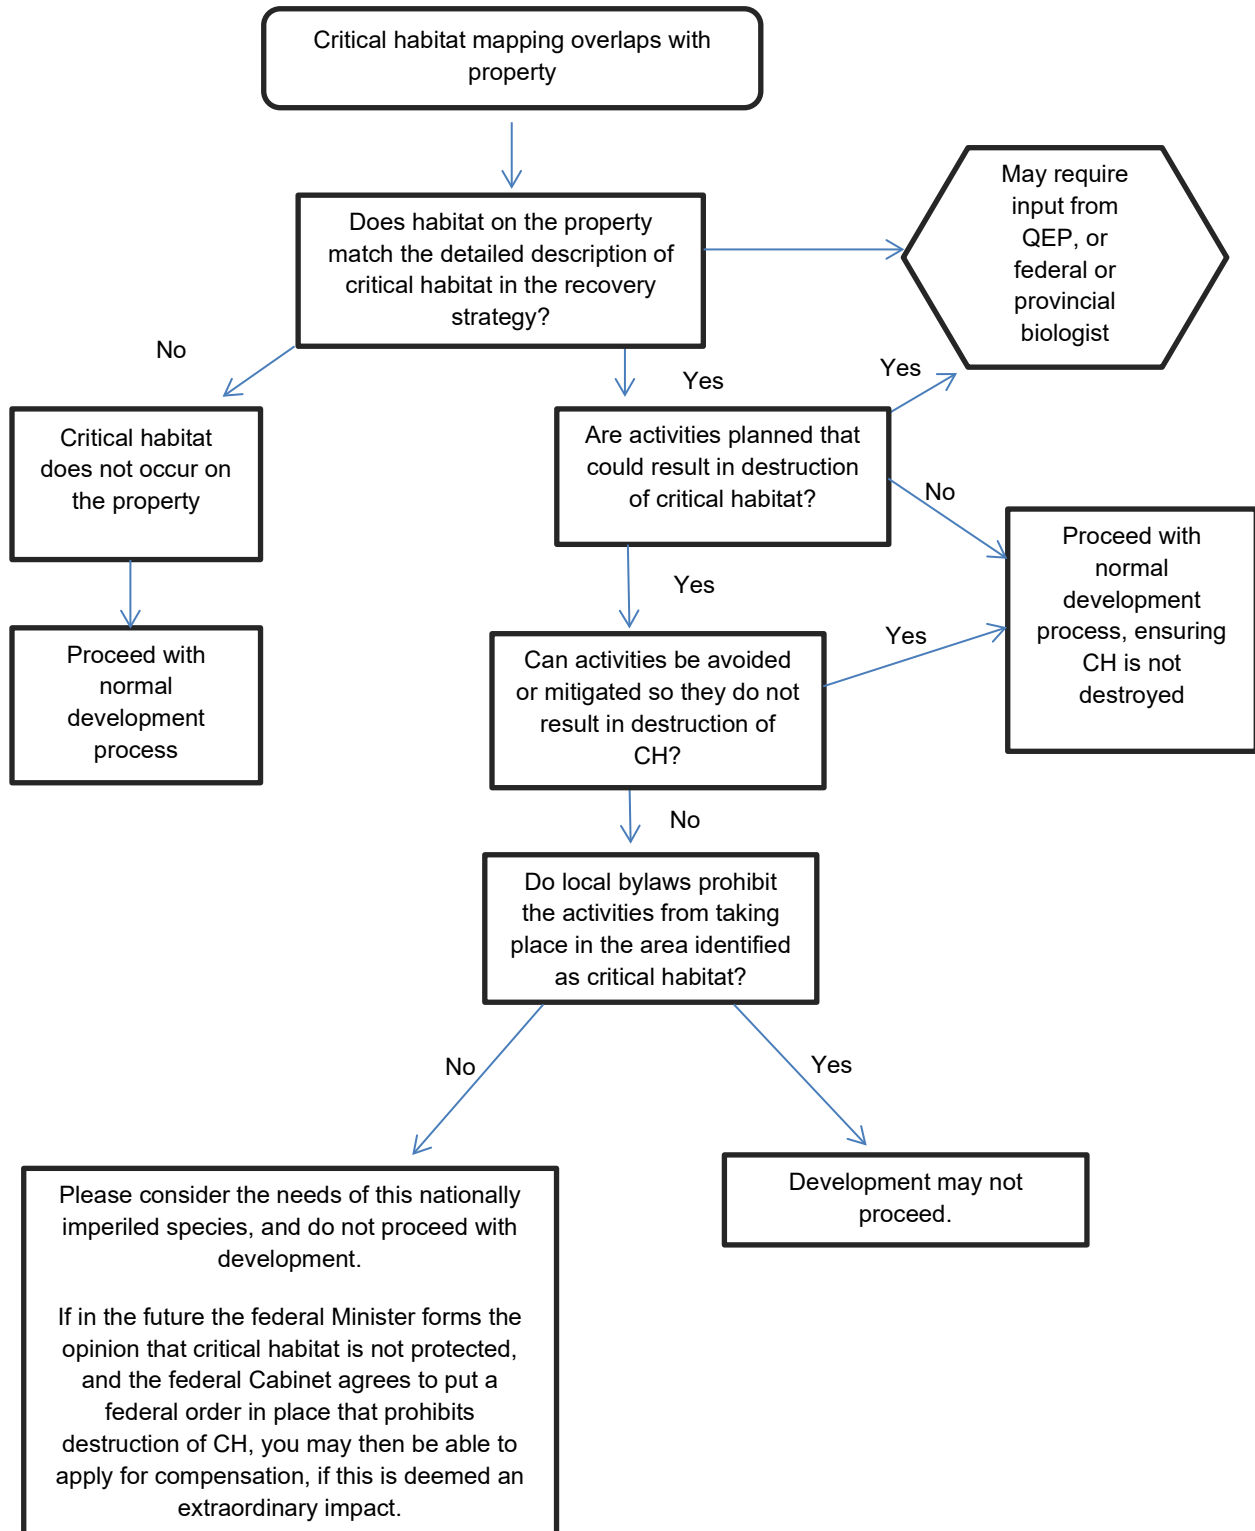 Critical habitat mapping overlaps with
property
May require
input from
QEP, or
federal or
provincial
biologist
Does habitat on the property
match the detailed description of
critical habitat in the recovery
strategy?
No
Yes
Yes
Critical habitat
does not occur on
the property
Are activities planned that
could result in destruction
of critical habitat?
No
Proceed with
normal
development
process, ensuring
CH is not
destroyed
Yes
Proceed with
normal
development
process
Can activities be avoided
or mitigated so they do not
result in destruction of
CH?
Yes
No
Do local bylaws prohibit
the activities from taking
place in the area identified
as critical habitat?
No
Yes
Please consider the needs of this nationally
imperiled species, and do not proceed with
development.
If in the future the federal Minister forms the
opinion that critical habitat is not protected,
and the federal Cabinet agrees to put a
federal order in place that prohibits
destruction of CH, you may then be able to
apply for compensation, if this is deemed an
extraordinary impact.
Development may not
proceed.